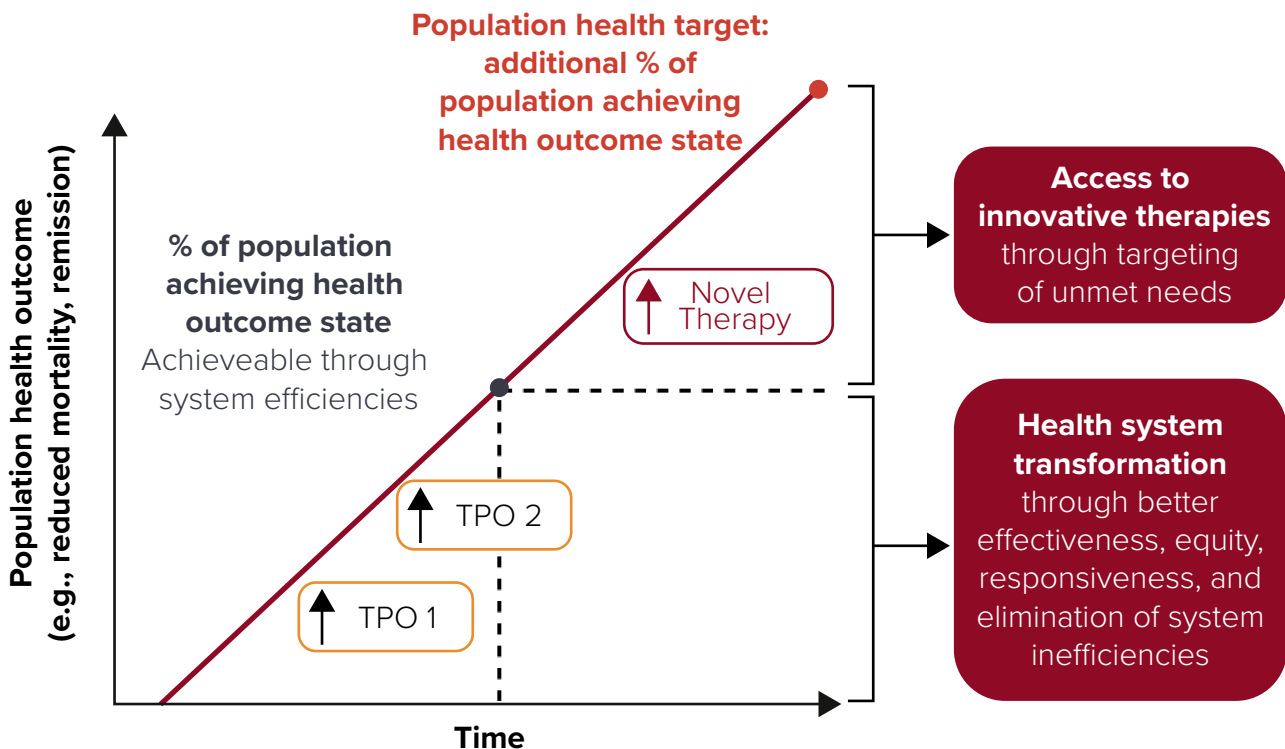 Population health target:
additional % of
population achieving
health outcome state
Population health outcome
(e.g., reduced mortality, remission)
% of population
achieving health
outcome state
Achieveable through
system efficiencies
Novel
Therapy
TPO 2
TPO 1
Time
Access to
innovative therapies
through targeting
of unmet needs
Health system
transformation
through better
effectiveness, equity,
responsiveness, and
elimination of system
inefficiencies